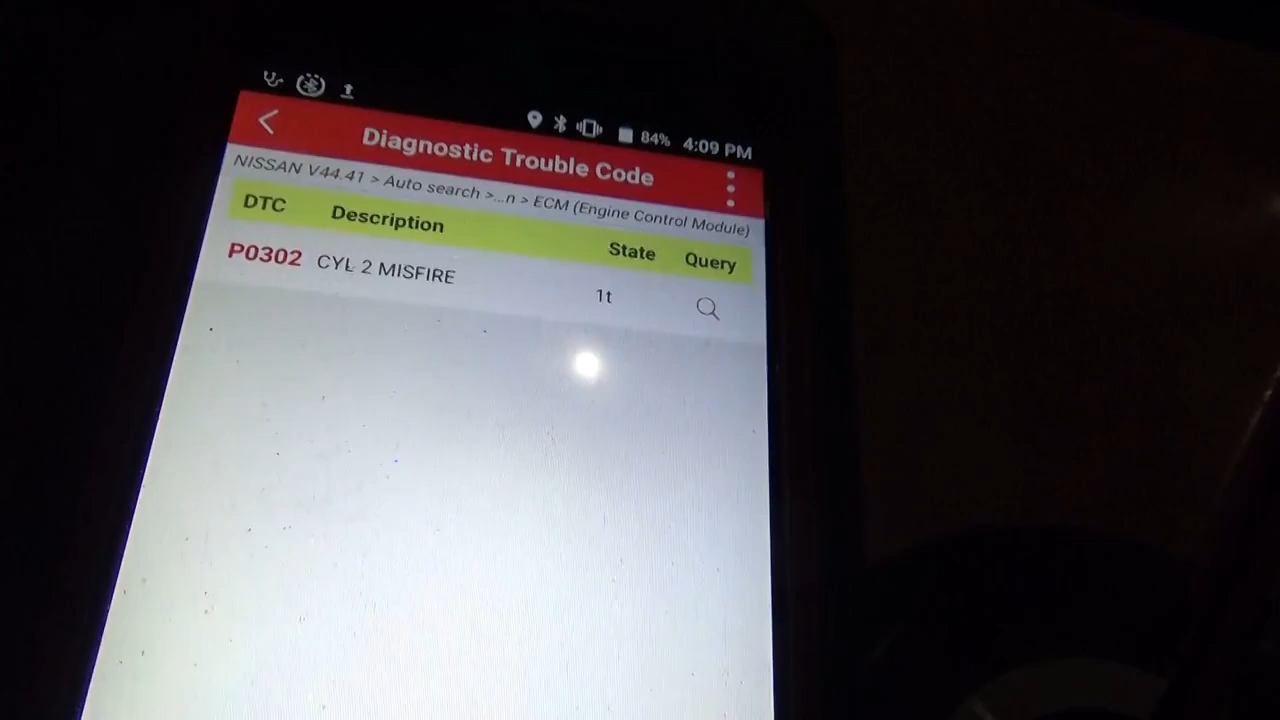 84% 4:09 PM
Diagnostic Trouble Code
NISSAN V44.41 > Auto search >...n > ECM (Engine Control Module)
DTC Description State Query
P0302 CYL 2 MISFIRE 1t